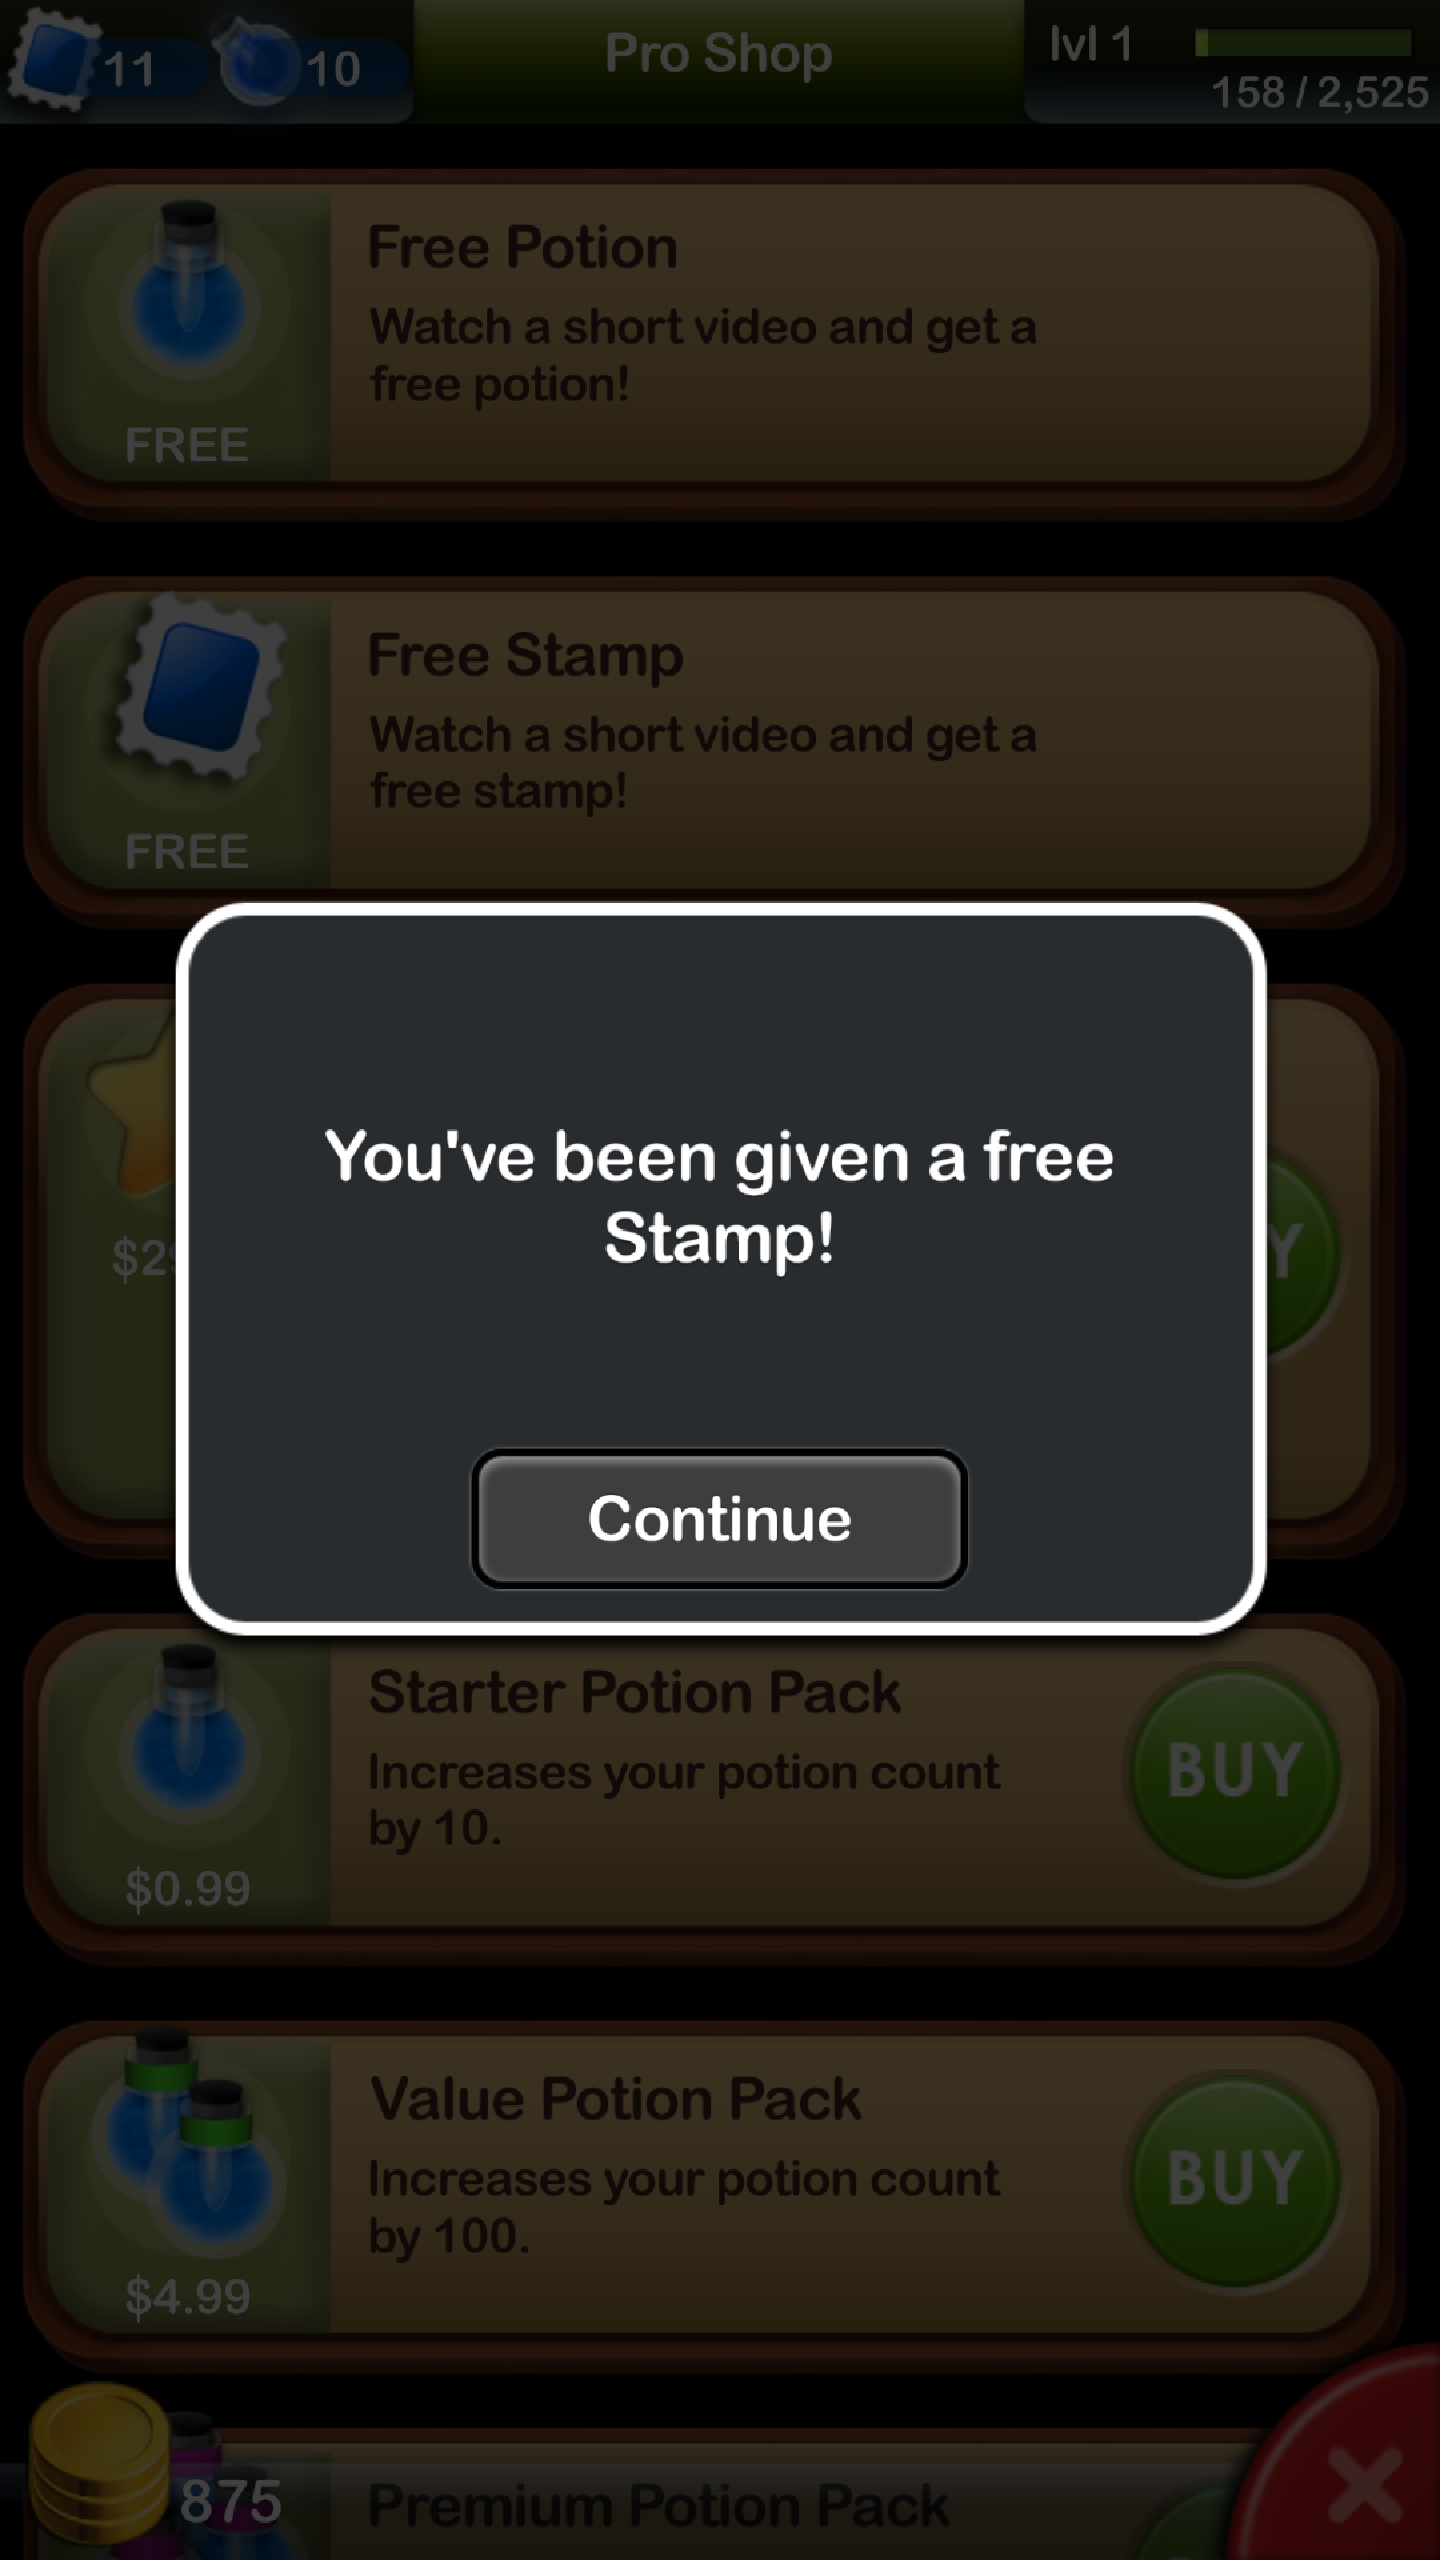 11
10
Pro Shop
lvl 1
158 / 2,525
Free Potion
Watch a short video and get a
free potion!
FREE
Free Stamp
Watch a short video and get a
free stamp!
FREE
You've been given a free
Stamp!
Continue
Starter Potion Pack
Increases your potion count
by 10.
$0.99
BUY
Value Potion Pack
Increases your potion count
by 100.
$4.99
BUY
875
Premium Potion Pack